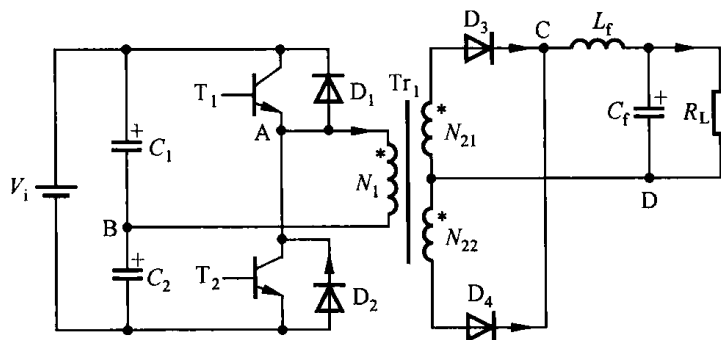 D₃
C
L_f
T₁
D₁
Tr₁
A
*
*
N₂₁
C₁
N₁
+
C_f
+
R_L
V_i
B
D
*
N₂₂
C₂
+
T₂
D₂
D₄